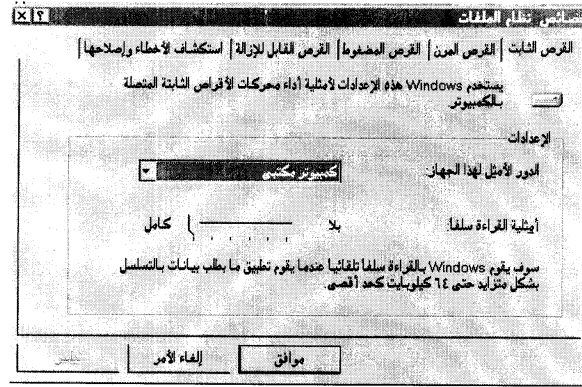 خصائص نظام الملفات
القرص الثابت | القرص المرن | القرص المضغوط | القرص القابل للإزالة | استكشاف الأخطاء وإصلاحها
يستخدم Windows هذه الإعدادات لأمثلية أداء محركات الأقراص الثابتة المتصلة
بالكمبيوتر.
الإعدادات
الدور الأمثل لهذا الجهاز: كمبيوتر مكتبي
أمثلية القراءة سلفا: بلا كامل
سوف يقوم Windows بالقراءة سلفا تلقائيا عندما يقوم تطبيق ما بطلب بيانات بالتسلسل
بشكل متزايد حتى ٦٤ كيلوبايت كحد أقصى.
موافق إلغاء الأمر